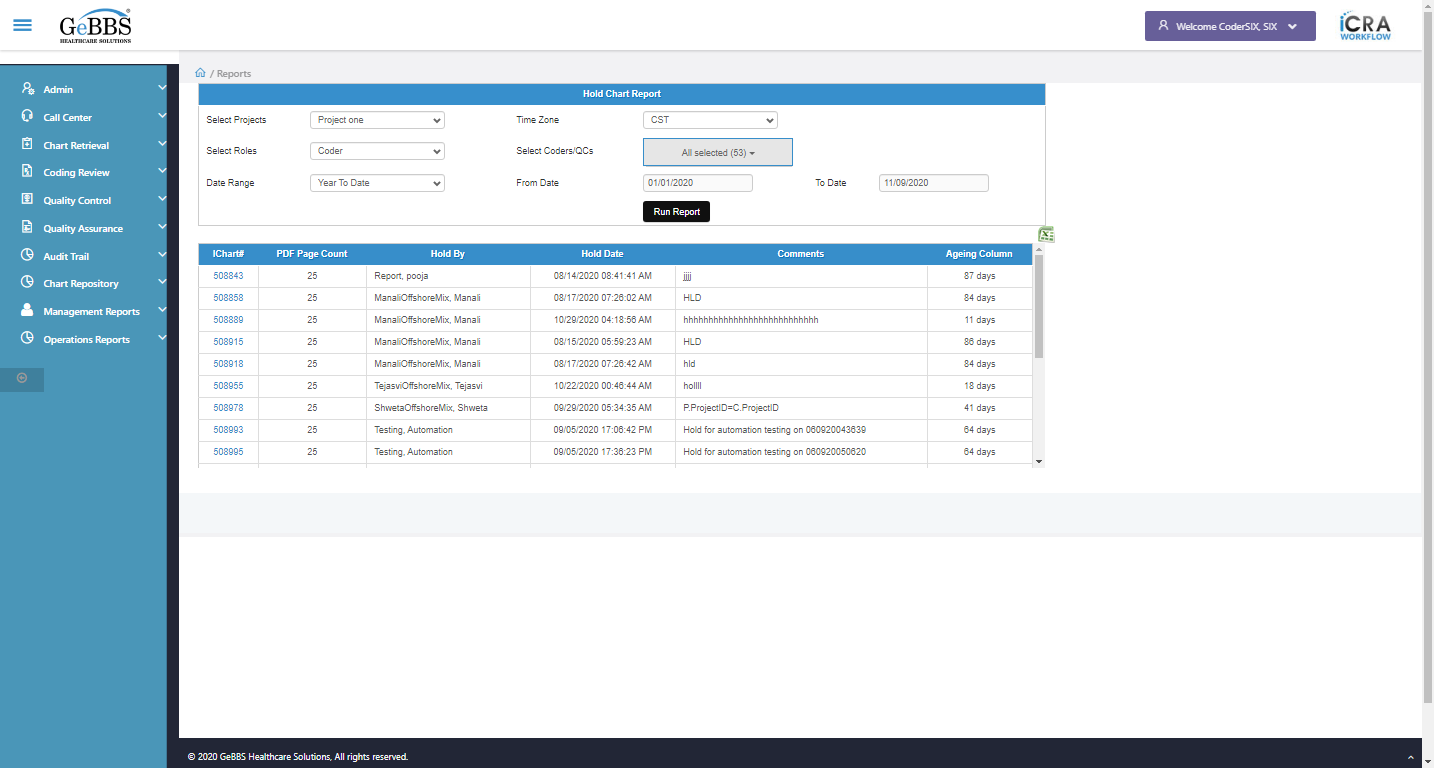 GeBBS
HEALTHCARE SOLUTIONS
Welcome CoderSIX, SIX
iCRA
WORKFLOW
Admin
Call Center
Chart Retrieval
Coding Review
Quality Control
Quality Assurance
Audit Trail
Chart Repository
Management Reports
Operations Reports
/ Reports
Hold Chart Report
Select Projects Project one Time Zone CST
Select Roles Coder Select Coders/QCs All selected (53)
Date Range Year To Date From Date 01/01/2020 To Date 11/09/2020
Run Report
IChart# PDF Page Count Hold By Hold Date Comments Ageing Column
508843 25 Report, pooja 08/14/2020 08:41:41 AM jjjj 87 days
508858 25 ManaliOffshoreMix, Manali 08/17/2020 07:26:02 AM HLD 84 days
508889 25 ManaliOffshoreMix, Manali 10/29/2020 04:18:56 AM hhhhhhhhhhhhhhhhhhhhhhhhhhh 11 days
508915 25 ManaliOffshoreMix, Manali 08/15/2020 05:59:23 AM HLD 86 days
508918 25 ManaliOffshoreMix, Manali 08/17/2020 07:26:42 AM hld 84 days
508955 25 TejasviOffshoreMix, Tejasvi 10/22/2020 00:46:44 AM hollll 18 days
508978 25 ShwetaOffshoreMix, Shweta 09/29/2020 05:34:35 AM P.ProjectID=C.ProjectID 41 days
508993 25 Testing, Automation 09/05/2020 17:06:42 PM Hold for automation testing on 060920043639 64 days
508995 25 Testing, Automation 09/05/2020 17:36:23 PM Hold for automation testing on 060920050620 64 days
© 2020 GeBBS Healthcare Solutions, All rights reserved.